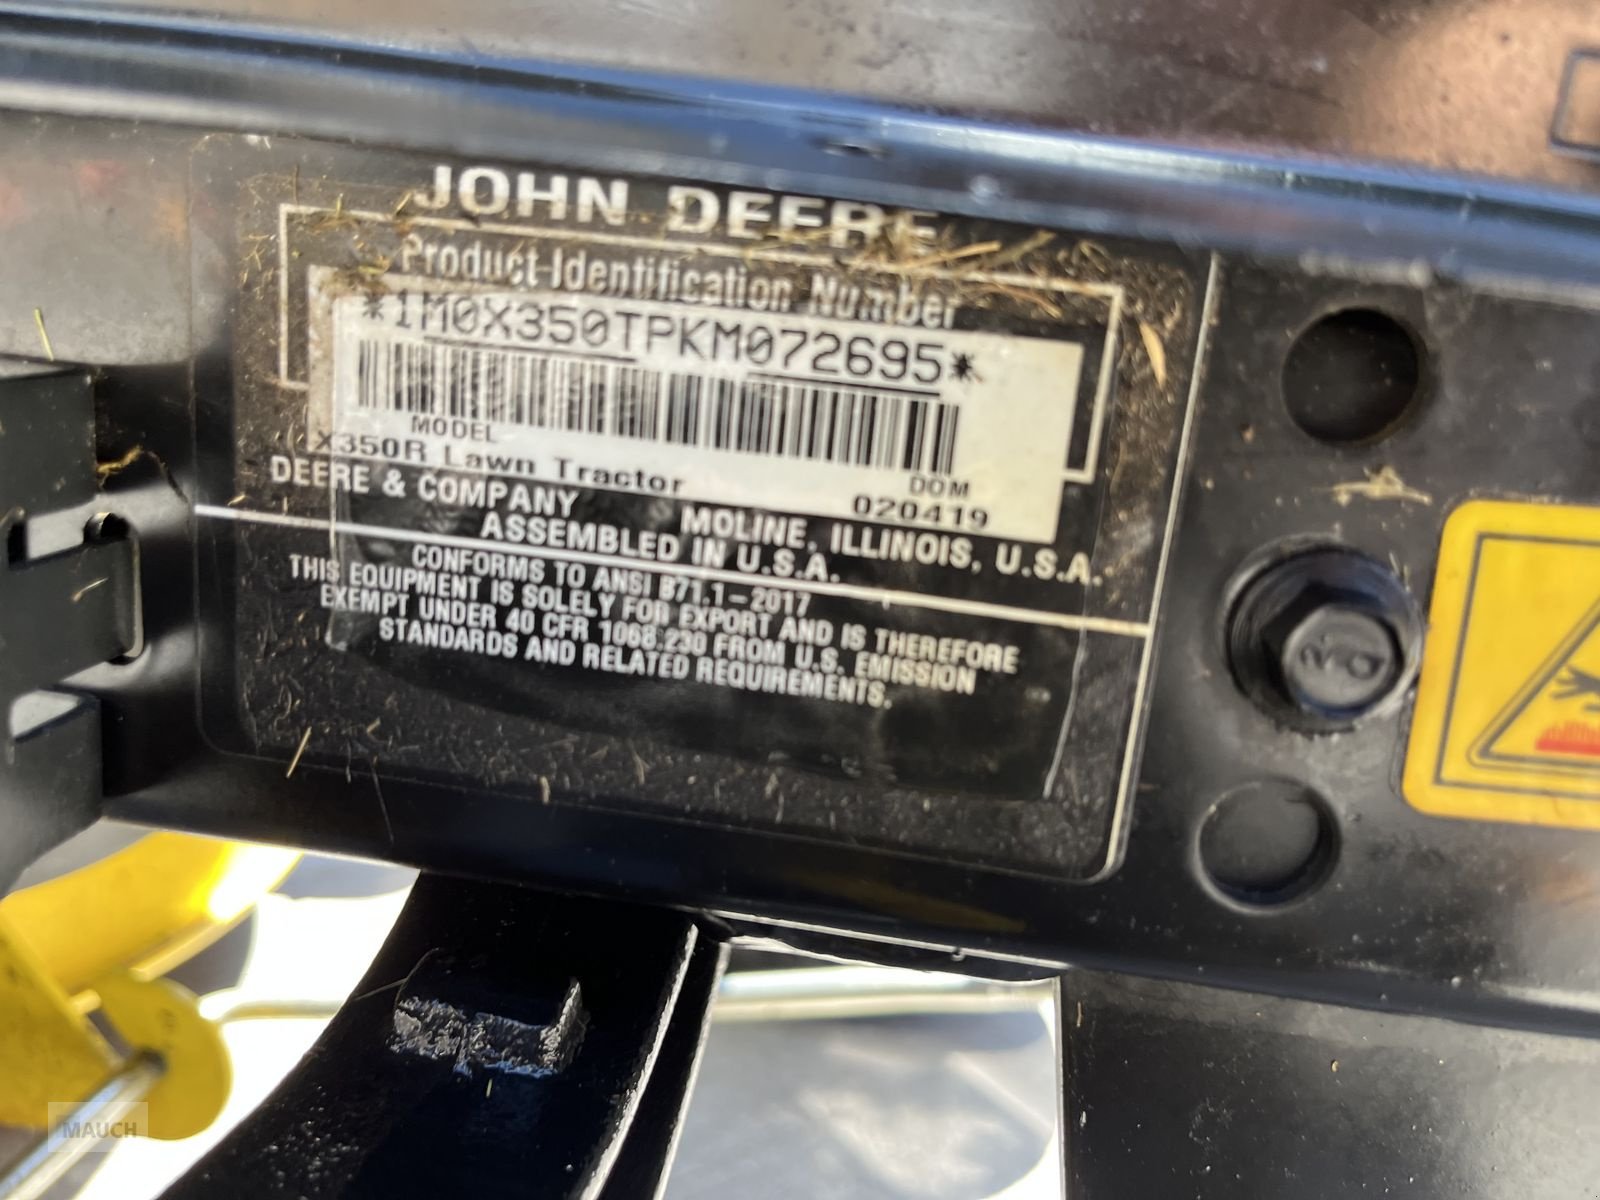 JOHN DEERE
Product Identification Number
*1M0X350TPKM072695*
MODEL
X350R Lawn Tractor
DOM
020419
DEERE & COMPANY MOLINE, ILLINOIS, U.S.A.
ASSEMBLED IN U.S.A.
CONFORMS TO ANSI B71.1-2017
THIS EQUIPMENT IS SOLELY FOR EXPORT AND IS THEREFORE
EXEMPT UNDER 40 CFR 1068.230 FROM U.S. EMISSION
STANDARDS AND RELATED REQUIREMENTS.
MAUCH